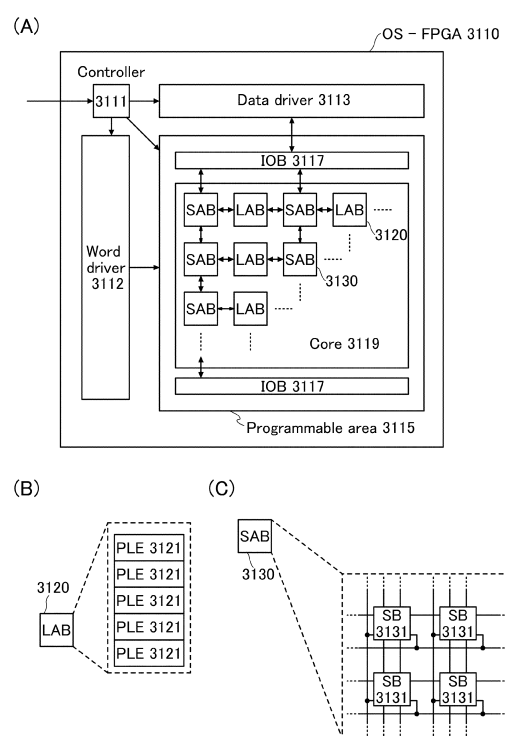 (A)
OS - FPGA 3110
Controller
3111
Data driver 3113
IOB 3117
SAB LAB SAB LAB
3120
SAB LAB SAB
3130
Word
driver
3112
SAB LAB
Core 3119
IOB 3117
Programmable area 3115
(B)
(C)
3120
LAB
PLE 3121
PLE 3121
PLE 3121
PLE 3121
PLE 3121
SAB
3130
SB
3131
SB
3131
SB
3131
SB
3131